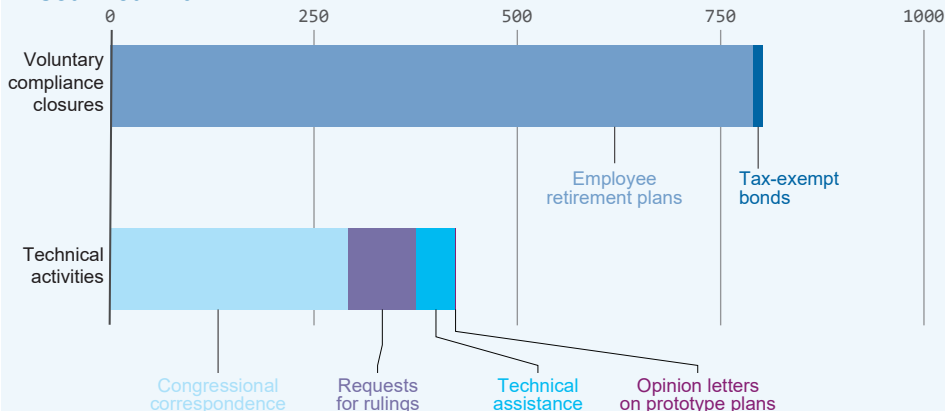 0 250 500 750 1000
Voluntary
compliance
closures
Employee
retirement plans
Tax-exempt
bonds
Technical
activities
Congressional
correspondence
Requests
for rulings
Technical
assistance
Opinion letters
on prototype plans